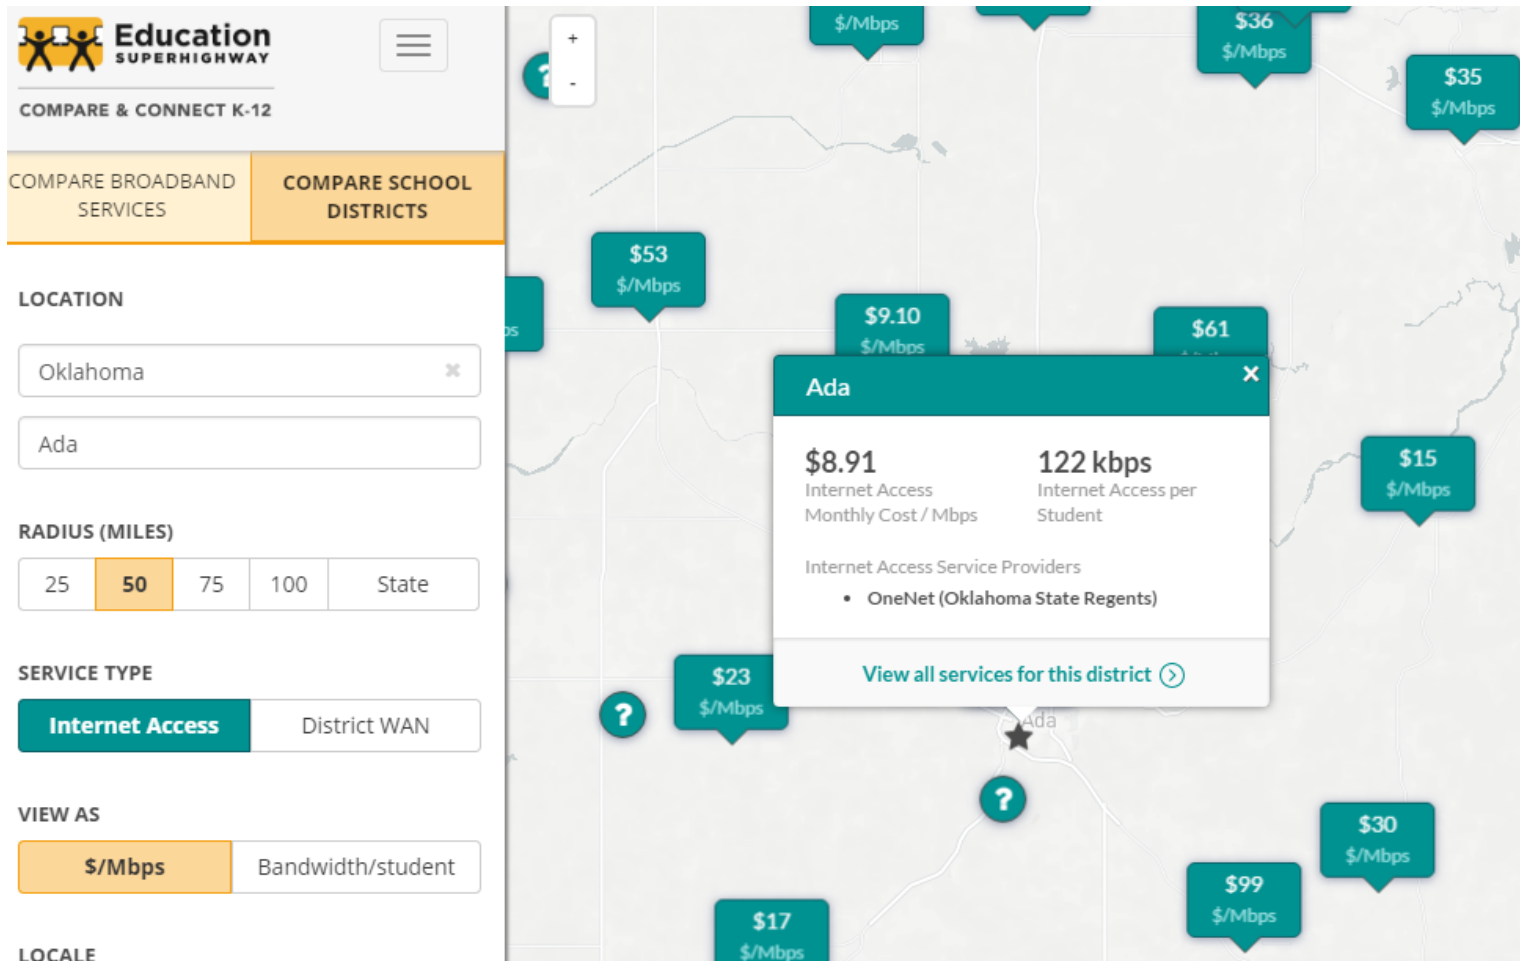 Education
SUPERHIGHWAY
COMPARE & CONNECT K-12
COMPARE BROADBAND
SERVICES
COMPARE SCHOOL
DISTRICTS
LOCATION
Oklahoma
Ada
RADIUS (MILES)
25
50
75
100
State
SERVICE TYPE
Internet Access
District WAN
VIEW AS
$/Mbps
Bandwidth/student
LOCALE
+
-
?
$/Mbps
$36
$/Mbps
$35
$/Mbps
$53
$/Mbps
$9.10
$/Mbps
$61
Ada
$8.91
Internet Access
Monthly Cost / Mbps
122 kbps
Internet Access per
Student
Internet Access Service Providers
• OneNet (Oklahoma State Regents)
View all services for this district
$15
$/Mbps
?
$23
$/Mbps
Ada
?
$30
$/Mbps
$99
$/Mbps
$17
$/Mbps